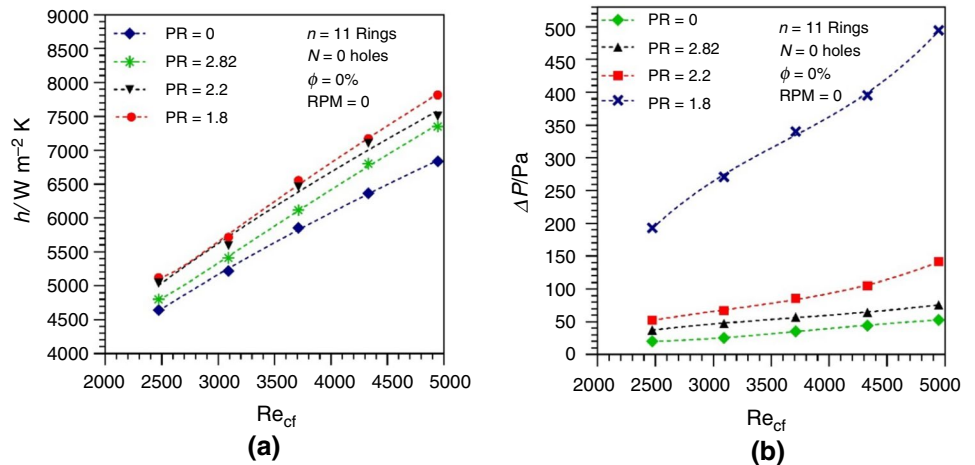 9000
8500
8000
7500
7000
6500
6000
5500
5000
4500
4000
h/W m⁻² K
PR = 0
PR = 2.82
PR = 2.2
PR = 1.8
n = 11 Rings
N = 0 holes
ϕ = 0%
RPM = 0
2000 2500 3000 3500 4000 4500 5000
Re_cf
(a)
500
450
400
350
300
250
200
150
100
50
0
ΔP/Pa
PR = 0
PR = 2.82
PR = 2.2
PR = 1.8
n = 11 Rings
N = 0 holes
ϕ = 0%
RPM = 0
2000 2500 3000 3500 4000 4500 5000
Re_cf
(b)